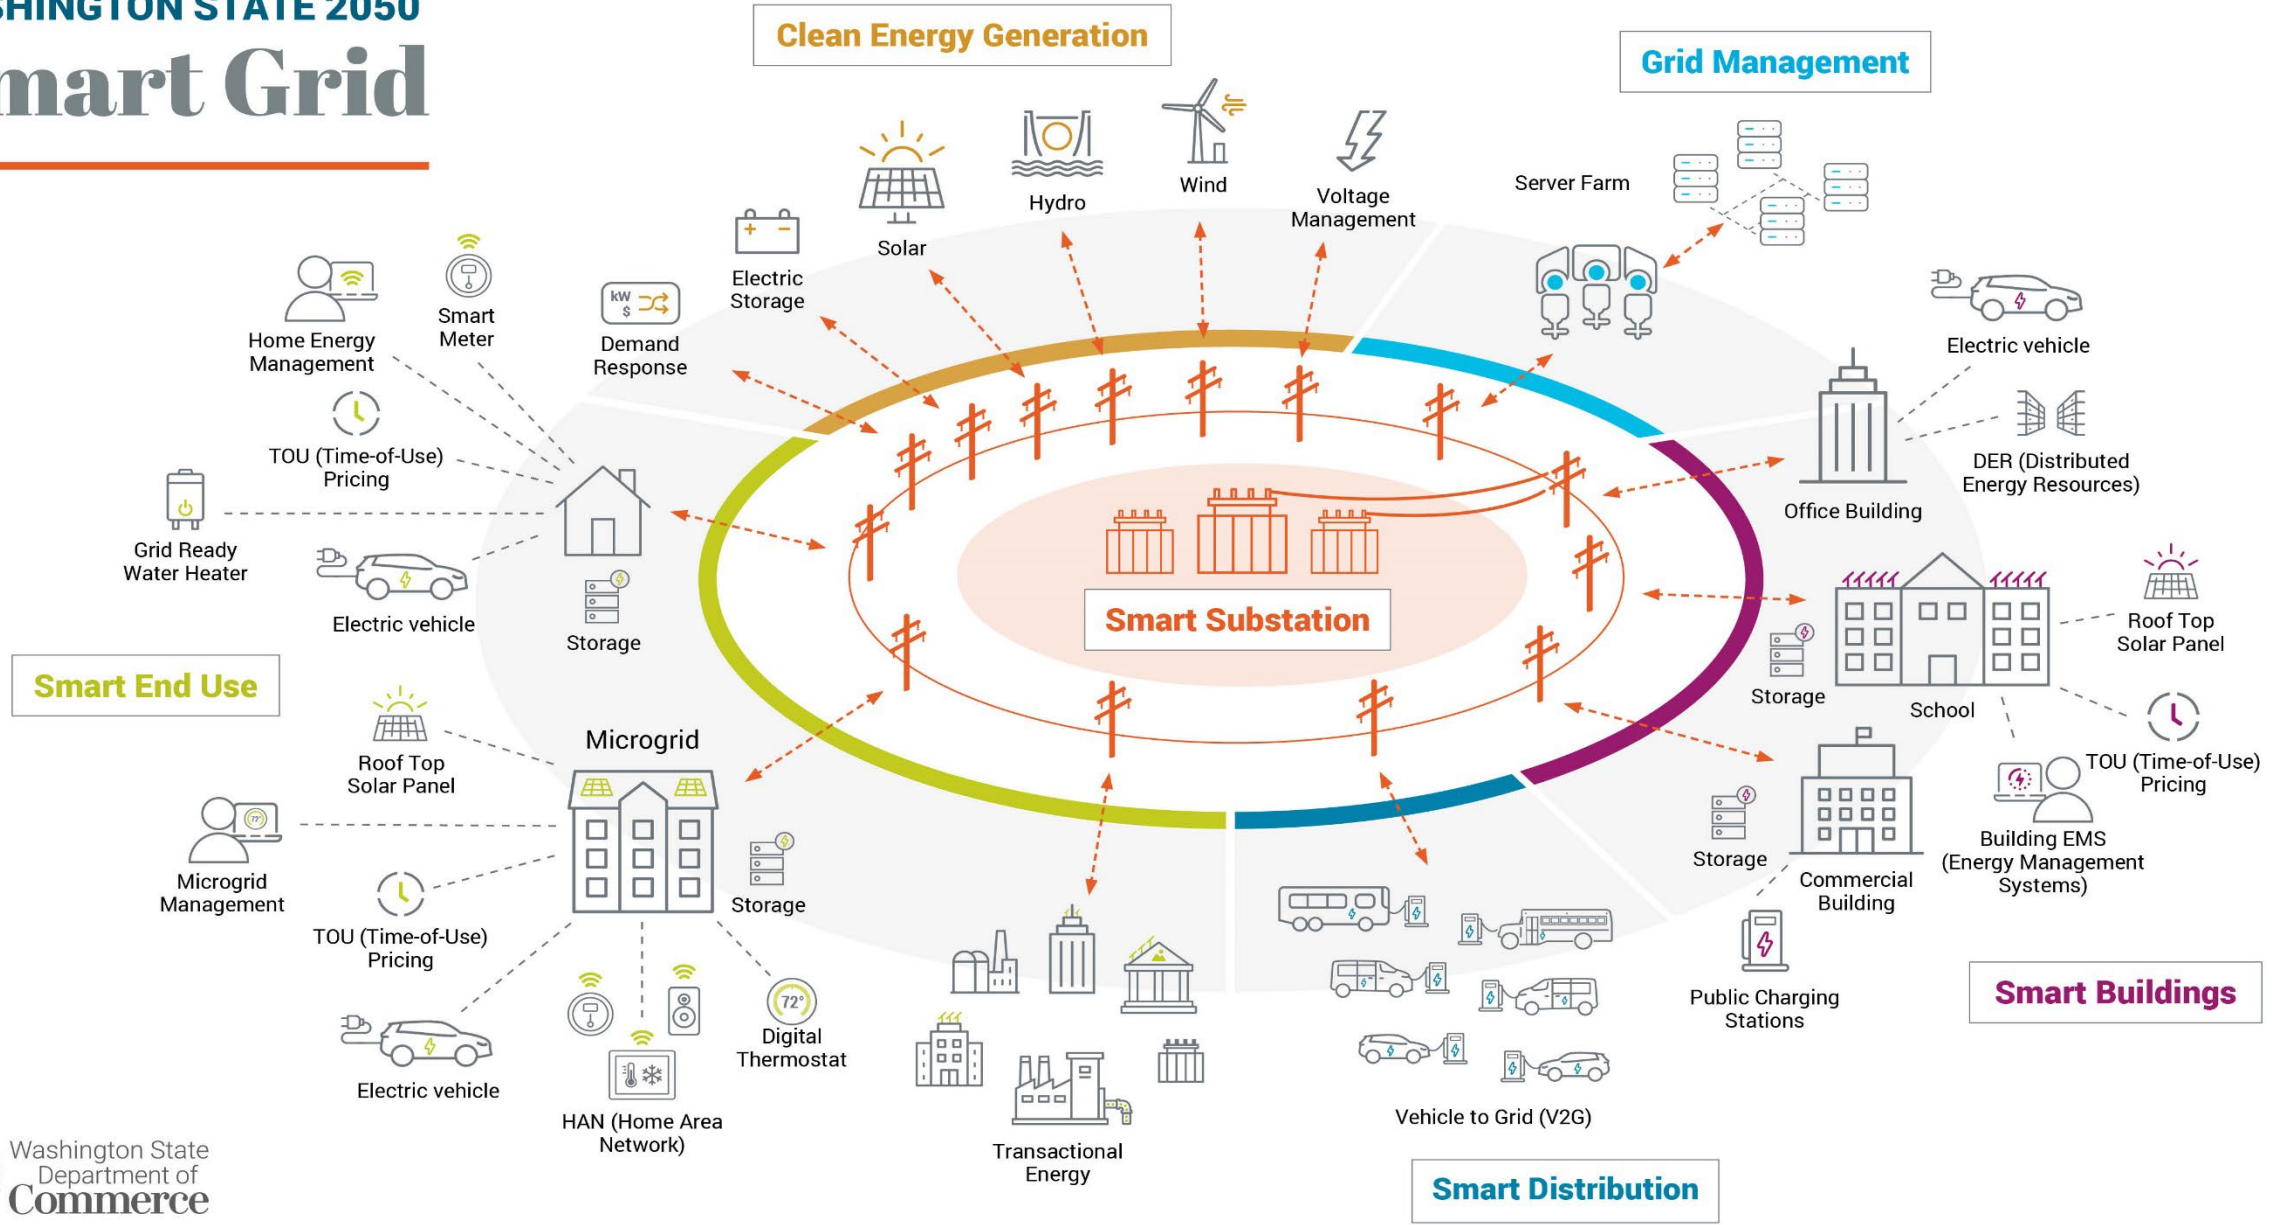 SHINGTON STATE 2050
mart Grid
Clean Energy Generation
Grid Management
Wind
Hydro
Voltage
Management
Server Farm
Solar
Electric
Storage
kW
$
Demand
Response
Smart
Meter
Home Energy
Management
TOU (Time-of-Use)
Pricing
Grid Ready
Water Heater
Electric vehicle
Storage
Smart End Use
Electric vehicle
DER (Distributed
Energy Resources)
Office Building
Smart Substation
Roof Top
Solar Panel
Storage
School
TOU (Time-of-Use)
Pricing
Building EMS
(Energy Management
Systems)
Storage
Commercial
Building
Public Charging
Stations
Smart Buildings
Microgrid
Roof Top
Solar Panel
72°
Microgrid
Management
Storage
TOU (Time-of-Use)
Pricing
72°
Digital
Thermostat
Electric vehicle
HAN (Home Area
Network)
Transactional
Energy
Vehicle to Grid (V2G)
Smart Distribution
Washington State
Department of
Commerce